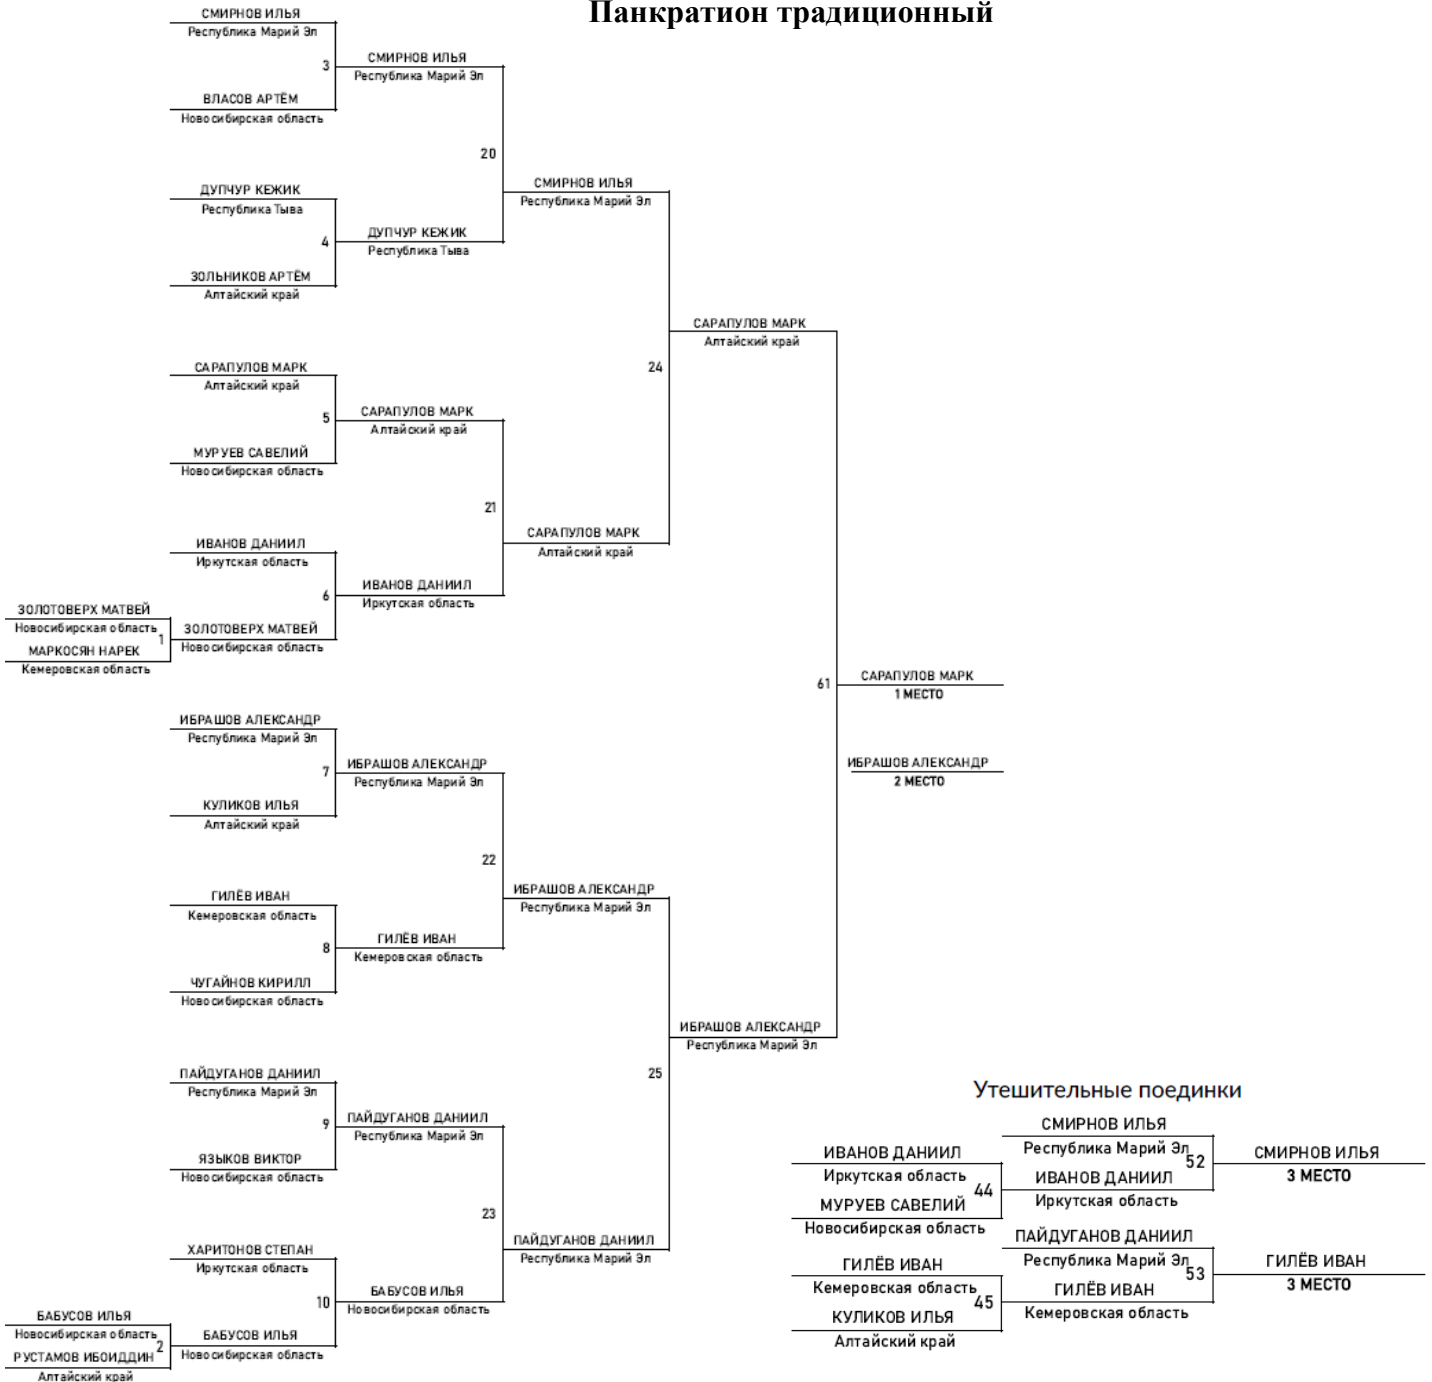 Панкратион традиционный
СМИРНОВ ИЛЬЯ
Республика Марий Эл
3
ВЛАСОВ АРТЁМ
Новосибирская область
СМИРНОВ ИЛЬЯ
Республика Марий Эл
20
ДУПЧУР КЕЖИК
Республика Тыва
4
ЗОЛЬНИКОВ АРТЁМ
Алтайский край
ДУПЧУР КЕЖИК
Республика Тыва
СМИРНОВ ИЛЬЯ
Республика Марий Эл
24
САРАПУЛОВ МАРК
Алтайский край
САРАПУЛОВ МАРК
Алтайский край
5
МУРУЕВ САВЕЛИЙ
Новосибирская область
САРАПУЛОВ МАРК
Алтайский край
21
САРАПУЛОВ МАРК
Алтайский край
ИВАНОВ ДАНИИЛ
Иркутская область
6
ИВАНОВ ДАНИИЛ
Иркутская область
ЗОЛОТОВЕРХ МАТВЕЙ
Новосибирская область
1
МАРКОСЯН НАРЕК
Кемеровская область
ЗОЛОТОВЕРХ МАТВЕЙ
Новосибирская область
61
САРАПУЛОВ МАРК
1 МЕСТО
ИБРАШОВ АЛЕКСАНДР
2 МЕСТО
ИБРАШОВ АЛЕКСАНДР
Республика Марий Эл
7
КУЛИКОВ ИЛЬЯ
Алтайский край
ИБРАШОВ АЛЕКСАНДР
Республика Марий Эл
22
ИБРАШОВ АЛЕКСАНДР
Республика Марий Эл
ГИЛЁВ ИВАН
Кемеровская область
8
ЧУГАЙНОВ КИРИЛЛ
Новосибирская область
ГИЛЁВ ИВАН
Кемеровская область
ИБРАШОВ АЛЕКСАНДР
Республика Марий Эл
25
ПАЙДУГАНОВ ДАНИИЛ
Республика Марий Эл
9
ЯЗЫКОВ ВИКТОР
Новосибирская область
ПАЙДУГАНОВ ДАНИИЛ
Республика Марий Эл
23
ПАЙДУГАНОВ ДАНИИЛ
Республика Марий Эл
ХАРИТОНОВ СТЕПАН
Иркутская область
10
БАБУСОВ ИЛЬЯ
Новосибирская область
БАБУСОВ ИЛЬЯ
Новосибирская область
2
РУСТАМОВ ИБОИДДИН
Алтайский край
БАБУСОВ ИЛЬЯ
Новосибирская область
Утешительные поединки
СМИРНОВ ИЛЬЯ
Республика Марий Эл
52
ИВАНОВ ДАНИИЛ
Иркутская область
44
МУРУЕВ САВЕЛИЙ
Новосибирская область
ИВАНОВ ДАНИИЛ
Иркутская область
СМИРНОВ ИЛЬЯ
3 МЕСТО
ПАЙДУГАНОВ ДАНИИЛ
Республика Марий Эл
53
ГИЛЁВ ИВАН
Кемеровская область
45
КУЛИКОВ ИЛЬЯ
Алтайский край
ГИЛЁВ ИВАН
Кемеровская область
ГИЛЁВ ИВАН
3 МЕСТО